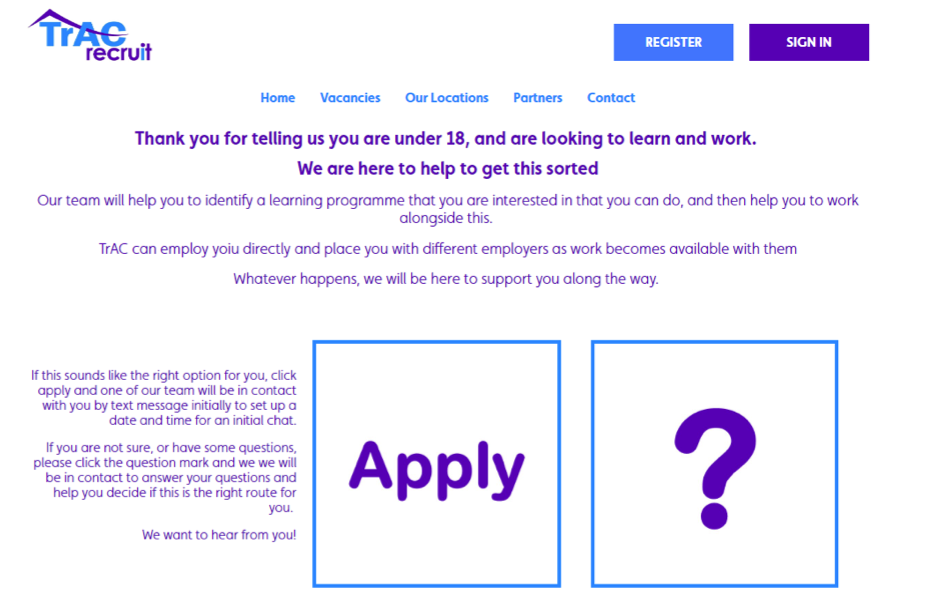 TrAC
recruit
REGISTER
SIGN IN
Home
Vacancies
Our Locations
Partners
Contact
Thank you for telling us you are under 18, and are looking to learn and work.
We are here to help to get this sorted
Our team will help you to identify a learning programme that you are interested in that you can do, and then help you to work
alongside this.
TrAC can employ yoiu directly and place you with different employers as work becomes available with them
Whatever happens, we will be here to support you along the way.
If this sounds like the right option for you, click
apply and one of our team will be in contact
with you by text message initially to set up a
date and time for an initial chat.
If you are not sure, or have some questions,
please click the question mark and we we will
be in contact to answer your questions and
help you decide if this is the right route for
you.
We want to hear from you!
Apply
?